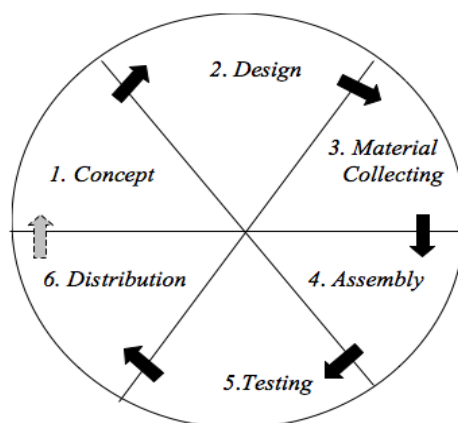 1. Concept
2. Design
3. Material
Collecting
4. Assembly
5.Testing
6. Distribution